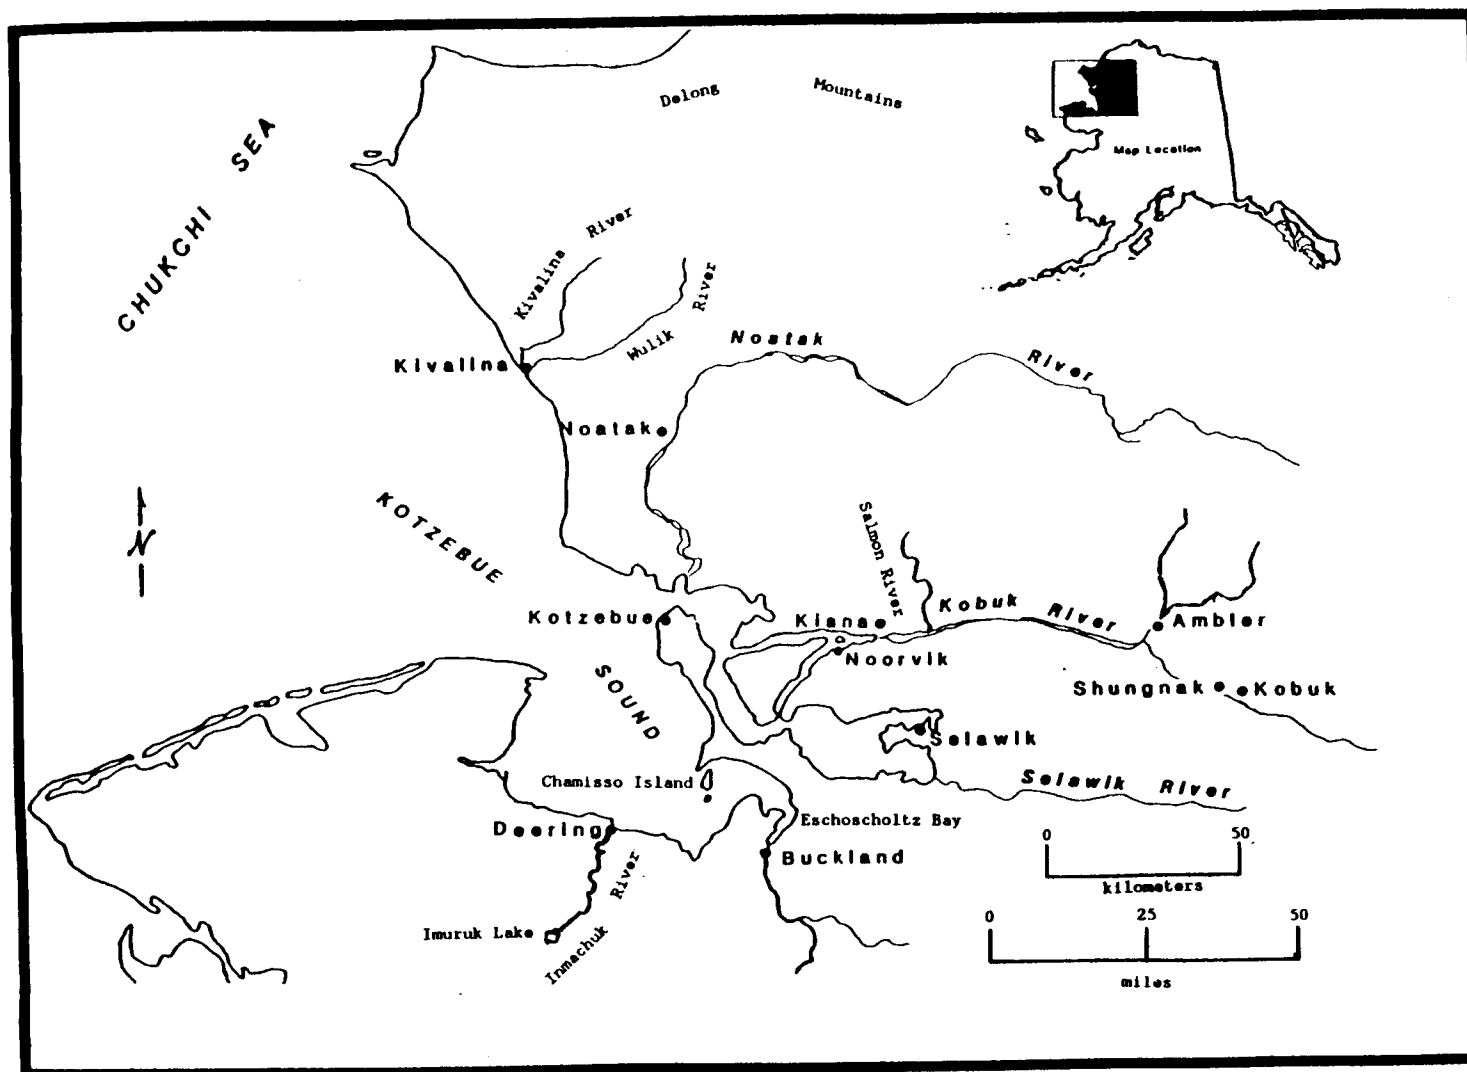 Delong Mountains
CHUKCHI SEA
Map Location
Kivalina River
Wulik River
Noatak River
Kivalina
Noatak
KOTZEBUE SOUND
Salmon River
N
Kotzebue
Kiana
Kobuk River
Ambler
Noorvik
Shungnak
Kobuk
Selawik
Selawik River
Chamisso Island
Eschoscholtz Bay
Deering
Buckland
0 50
kilometers
0 25 50
miles
Imuruk Lake
Inmachuk River